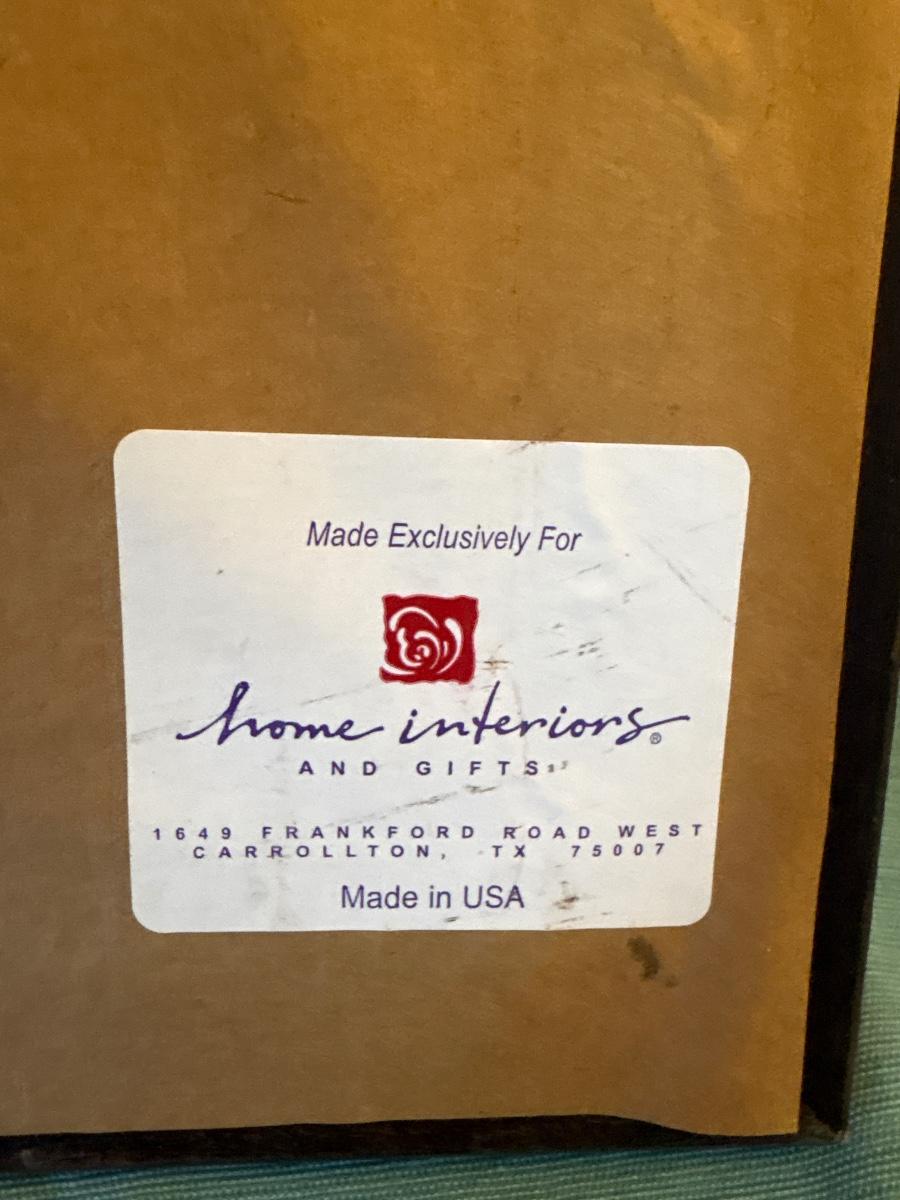 Made Exclusively For
home interiors®
AND GIFTS
1649 FRANKFORD ROAD WEST
CARROLLTON, TX 75007
Made in USA